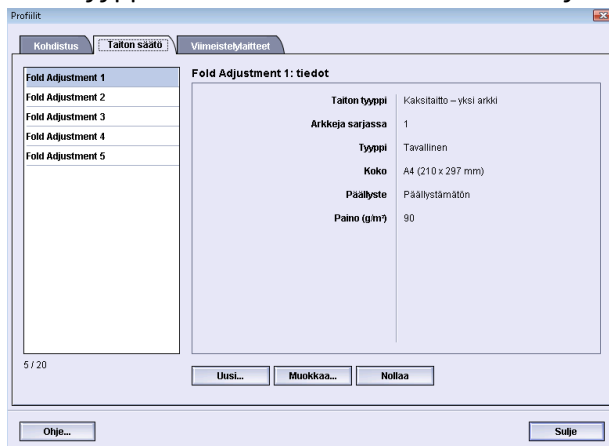 Profiilit
Kohdistus Taiton säätö Viimeistelylaitteet
Fold Adjustment 1
Fold Adjustment 2
Fold Adjustment 3
Fold Adjustment 4
Fold Adjustment 5
5 / 20
Fold Adjustment 1: tiedot
Taiton tyyppi Kaksitaitto – yksi arkki
Arkkeja sarjassa 1
Tyyppi Tavallinen
Koko A4 (210 x 297 mm)
Päällyste Päällystämätön
Paino (g/m²) 90
Uusi... Muokkaa... Nollaa
Ohje... Sulje